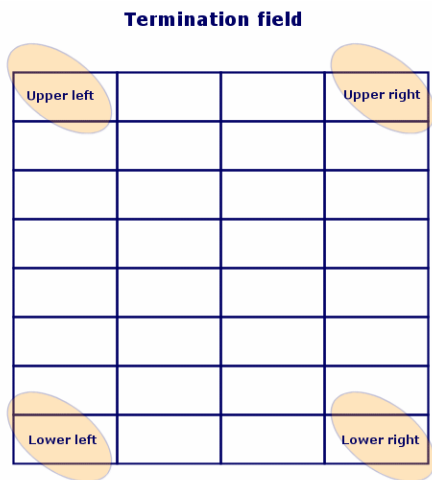 Termination field
Upper left
Upper right
Lower left
Lower right